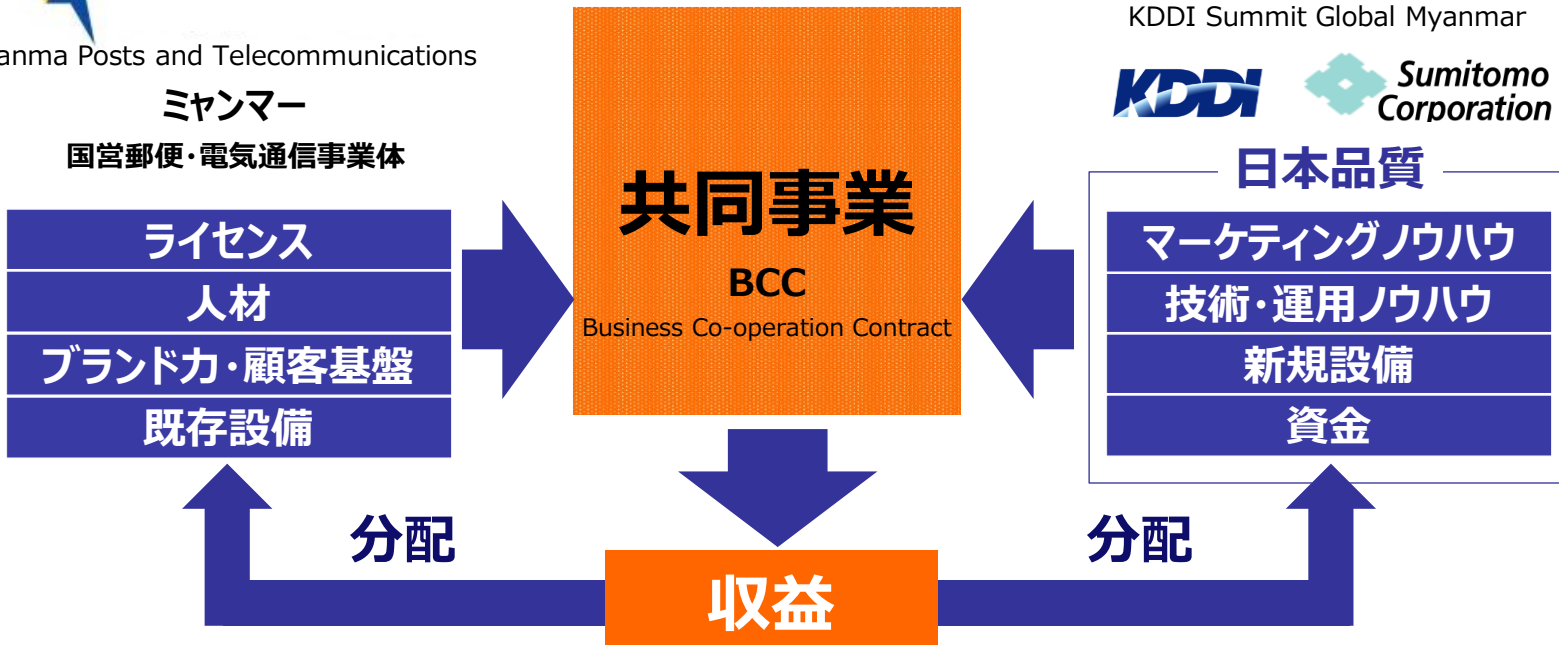 anma Posts and Telecommunications
ミャンマー
国営郵便・電気通信事業体
ライセンス
人材
ブランド力・顧客基盤
既存設備
共同事業
BCC
Business Co-operation Contract
KDDI Summit Global Myanmar
KDDI
Sumitomo
Corporation
日本品質
マーケティングノウハウ
技術・運用ノウハウ
新規設備
資金
分配
収益
分配